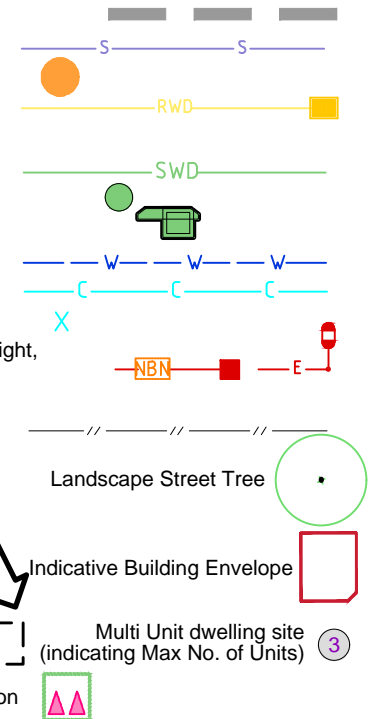 S S
RWD
SWD
W W W
C C C
X
ight,
NBN E
// // //
Landscape Street Tree
Indicative Building Envelope
Multi Unit dwelling site
(indicating Max No. of Units) 3
on